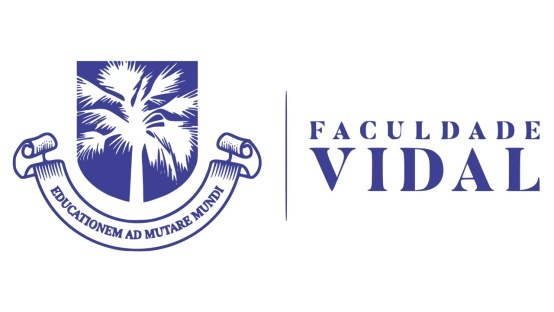 EDUCATIONEM AD MUTARE MUNDI
FACULDADE
VIDAL